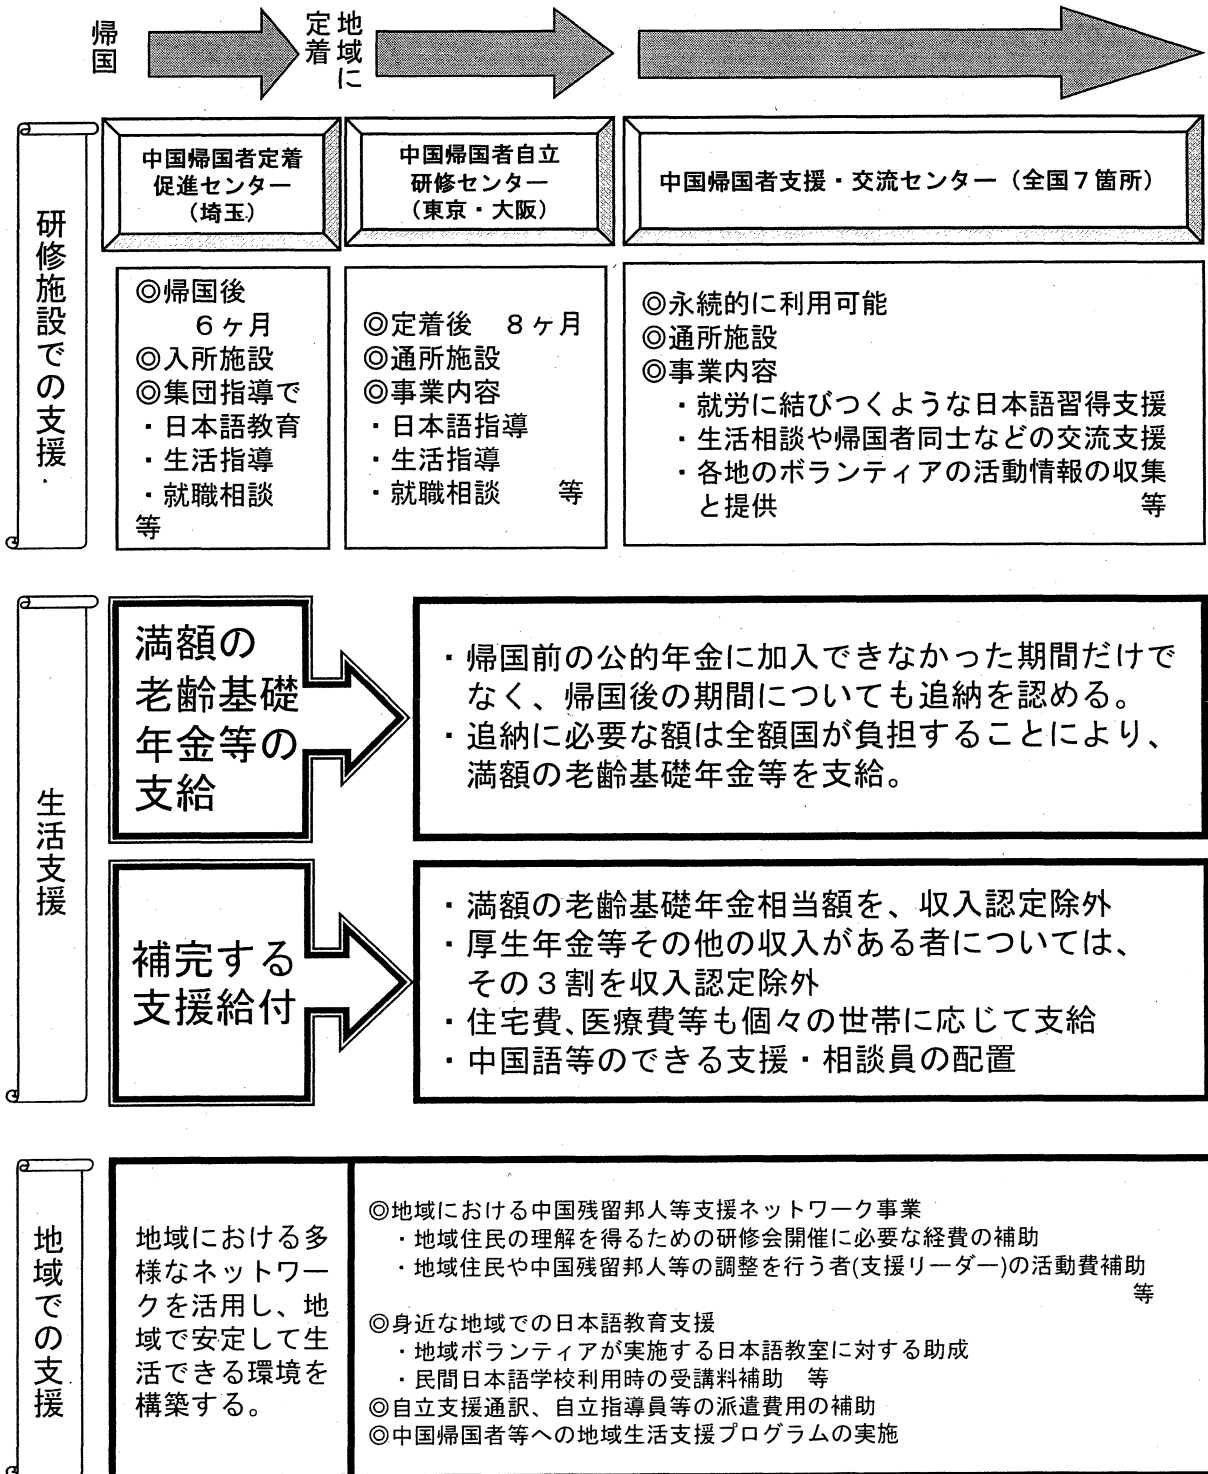 帰国
地域に
定着
研修施設での支援
中国帰国者定着
促進センター
（埼玉）
中国帰国者自立
研修センター
（東京・大阪）
中国帰国者支援・交流センター（全国７箇所）
◎帰国後
６ヶ月
◎入所施設
◎集団指導で
・日本語教育
・生活指導
・就職相談
等
◎定着後　８ヶ月
◎通所施設
◎事業内容
・日本語指導
・生活指導
・就職相談　　等
◎永続的に利用可能
◎通所施設
◎事業内容
・就労に結びつくような日本語習得支援
・生活相談や帰国者同士などの交流支援
・各地のボランティアの活動情報の収集
と提供　　等
生活支援
満額の
老齢基礎
年金等の
支給
・帰国前の公的年金に加入できなかった期間だけで
なく、帰国後の期間についても追納を認める。
・追納に必要な額は全額国が負担することにより、
満額の老齢基礎年金等を支給。
補完する
支援給付
・満額の老齢基礎年金相当額を、収入認定除外
・厚生年金等その他の収入がある者については、
その３割を収入認定除外
・住宅費、医療費等も個々の世帯に応じて支給
・中国語等のできる支援・相談員の配置
地域での支援
地域における多
様なネットワー
クを活用し、地
域で安定して生
活できる環境を
構築する。
◎地域における中国残留邦人等支援ネットワーク事業
・地域住民の理解を得るための研修会開催に必要な経費の補助
・地域住民や中国残留邦人等の調整を行う者(支援リーダー)の活動費補助
等
◎身近な地域での日本語教育支援
・地域ボランティアが実施する日本語教室に対する助成
・民間日本語学校利用時の受講料補助　等
◎自立支援通訳、自立指導員等の派遣費用の補助
◎中国帰国者等への地域生活支援プログラムの実施